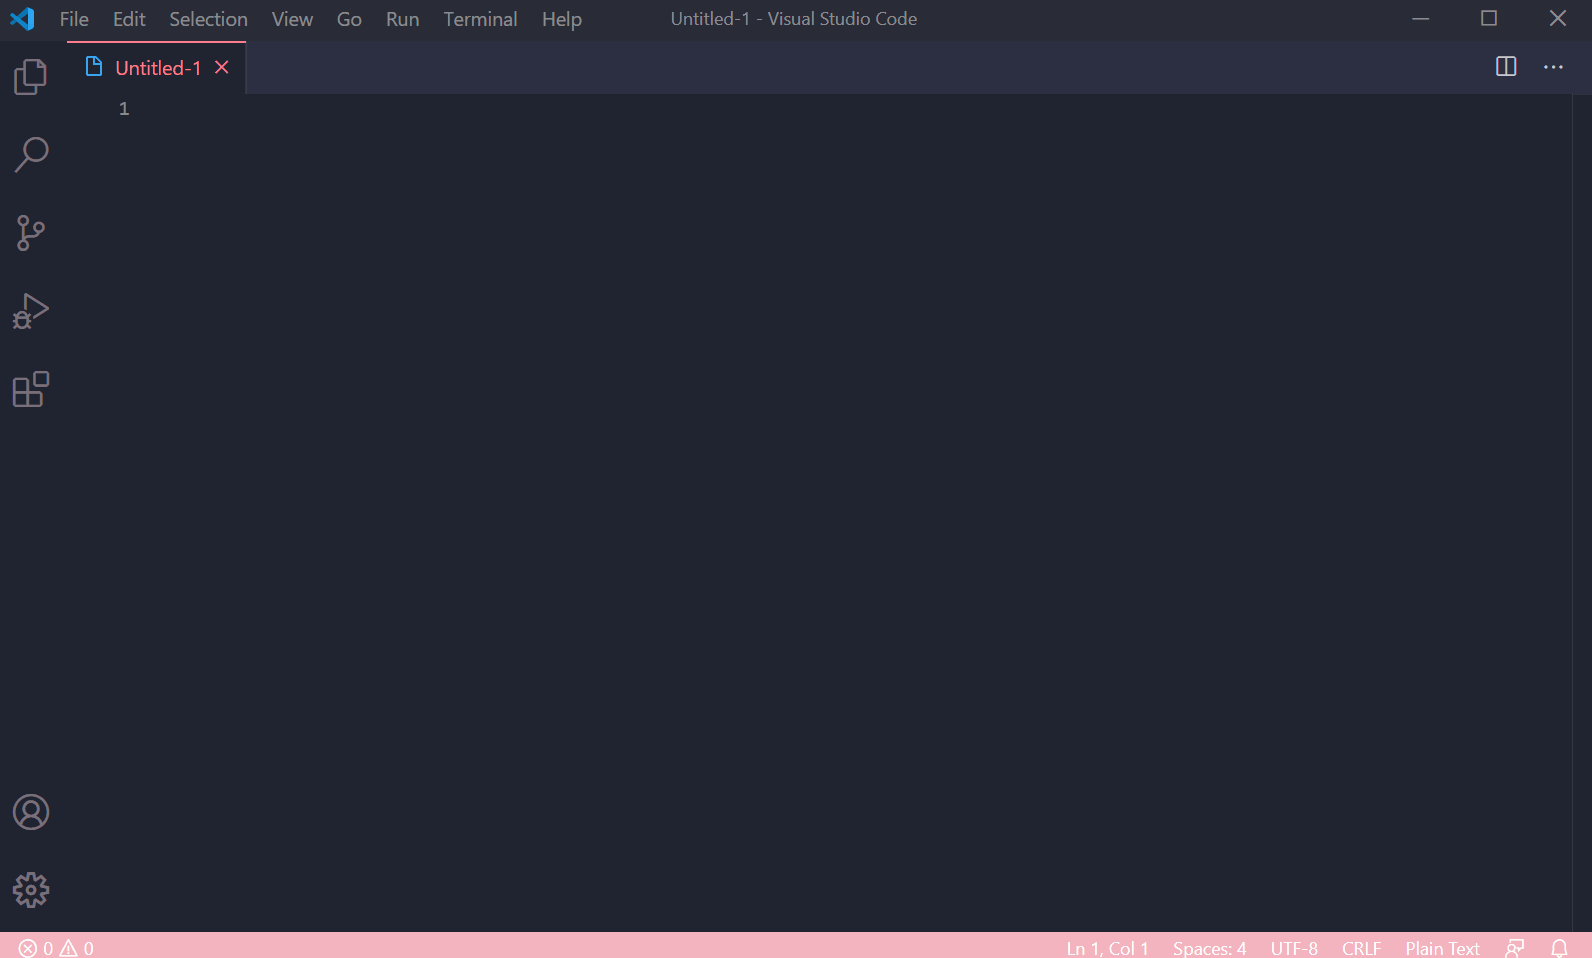 File Edit Selection View Go Run Terminal Help Untitled-1 - Visual Studio Code
Untitled-1
1
0 0 Ln 1, Col 1 Spaces: 4 UTF-8 CRLF Plain Text